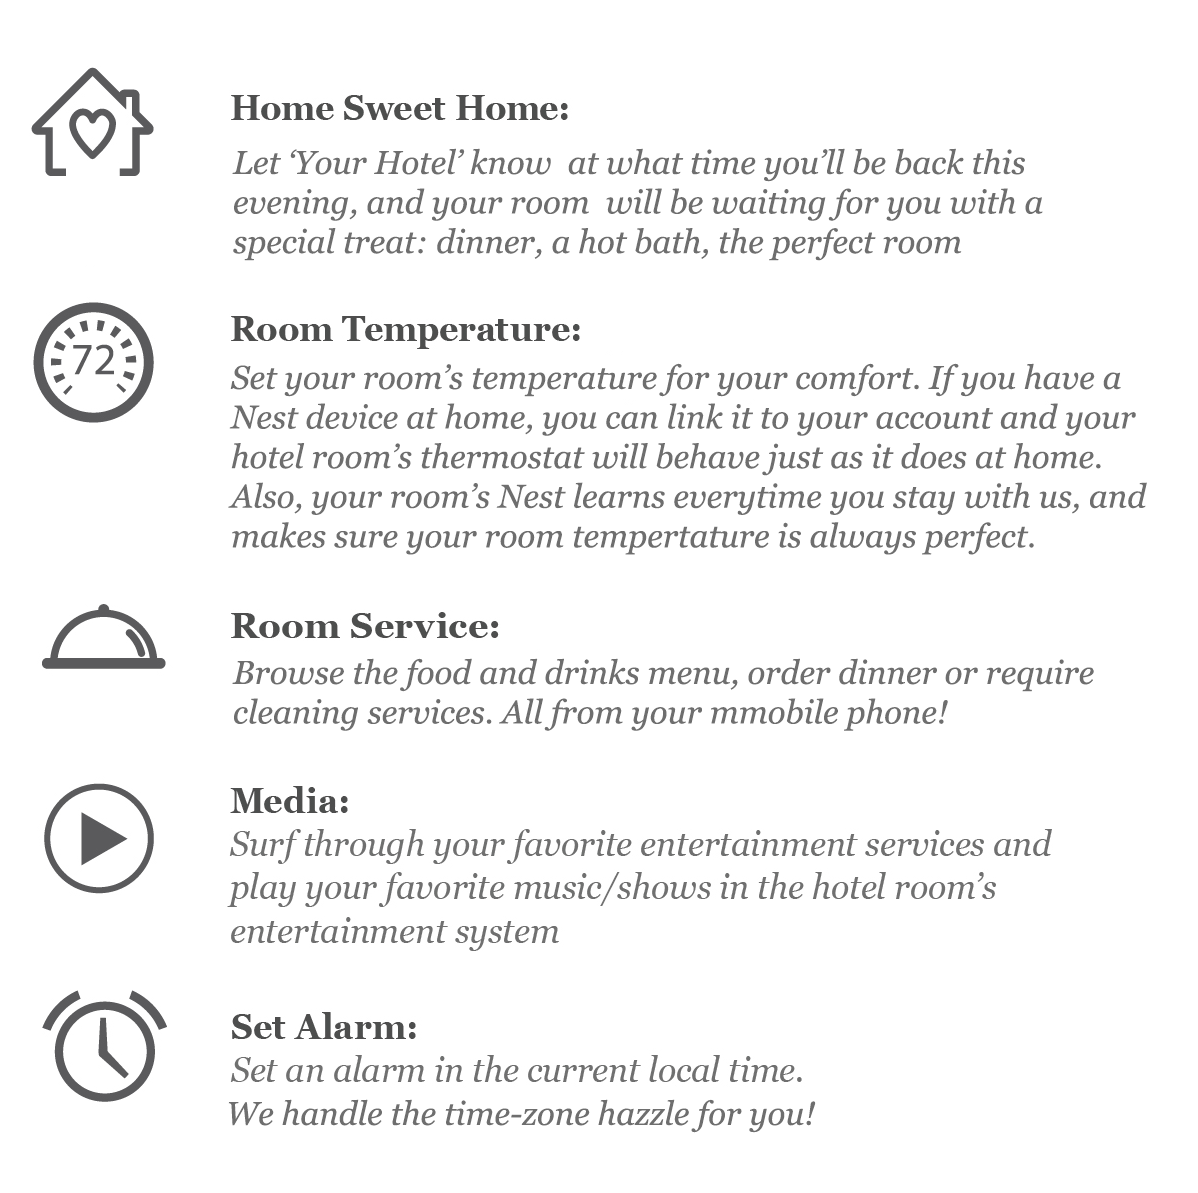 Home Sweet Home:
Let ‘Your Hotel’ know  at what time you’ll be back this
evening, and your room  will be waiting for you with a
special treat: dinner, a hot bath, the perfect room
72
Room Temperature:
Set your room’s temperature for your comfort. If you have a
Nest device at home, you can link it to your account and your
hotel room’s thermostat will behave just as it does at home.
Also, your room’s Nest learns everytime you stay with us, and
makes sure your room tempertature is always perfect.
Room Service:
Browse the food and drinks menu, order dinner or require
cleaning services. All from your mmobile phone!
Media:
Surf through your favorite entertainment services and
play your favorite music/shows in the hotel room’s
entertainment system
Set Alarm:
Set an alarm in the current local time.
We handle the time-zone hazzle for you!